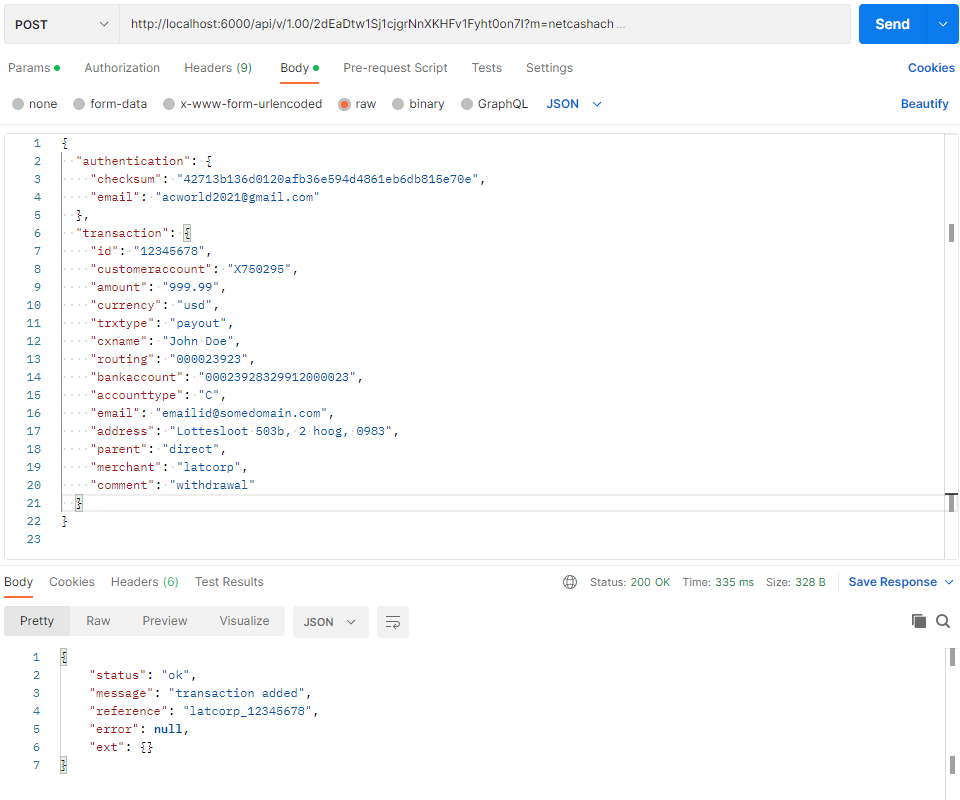 POST http://localhost:6000/api/v/1.00/2dEaDtw1Sj1cjgrNnXKHFv1Fyht0on7I?m=netcashach ... Send
Params Authorization Headers (9) Body Pre-request Script Tests Settings Cookies
none form-data x-www-form-urlencoded raw binary GraphQL JSON Beautify
1 {
2 "authentication": {
3 "checksum": "42713b136d0120afb36e594d4861eb6db815e70e",
4 "email": "acworld2021@gmail.com"
5 },
6 "transaction": {
7 "id": "12345678",
8 "customeraccount": "X750295",
9 "amount": "999.99",
10 "currency": "usd",
11 "trxtype": "payout",
12 "cxname": "John Doe",
13 "routing": "000023923",
14 "bankaccount": "00023928329912000023",
15 "accounttype": "C",
16 "email": "emailid@somedomain.com",
17 "address": "Lottesloot 503b, 2 hoog, 0983",
18 "parent": "direct",
19 "merchant": "latcorp",
20 "comment": "withdrawal"
21 }
22 }
23
Body Cookies Headers (6) Test Results Status: 200 OK Time: 335 ms Size: 328 B Save Response
Pretty Raw Preview Visualize JSON
1 {
2 "status": "ok",
3 "message": "transaction added",
4 "reference": "latcorp_12345678",
5 "error": null,
6 "ext": {}
7 }